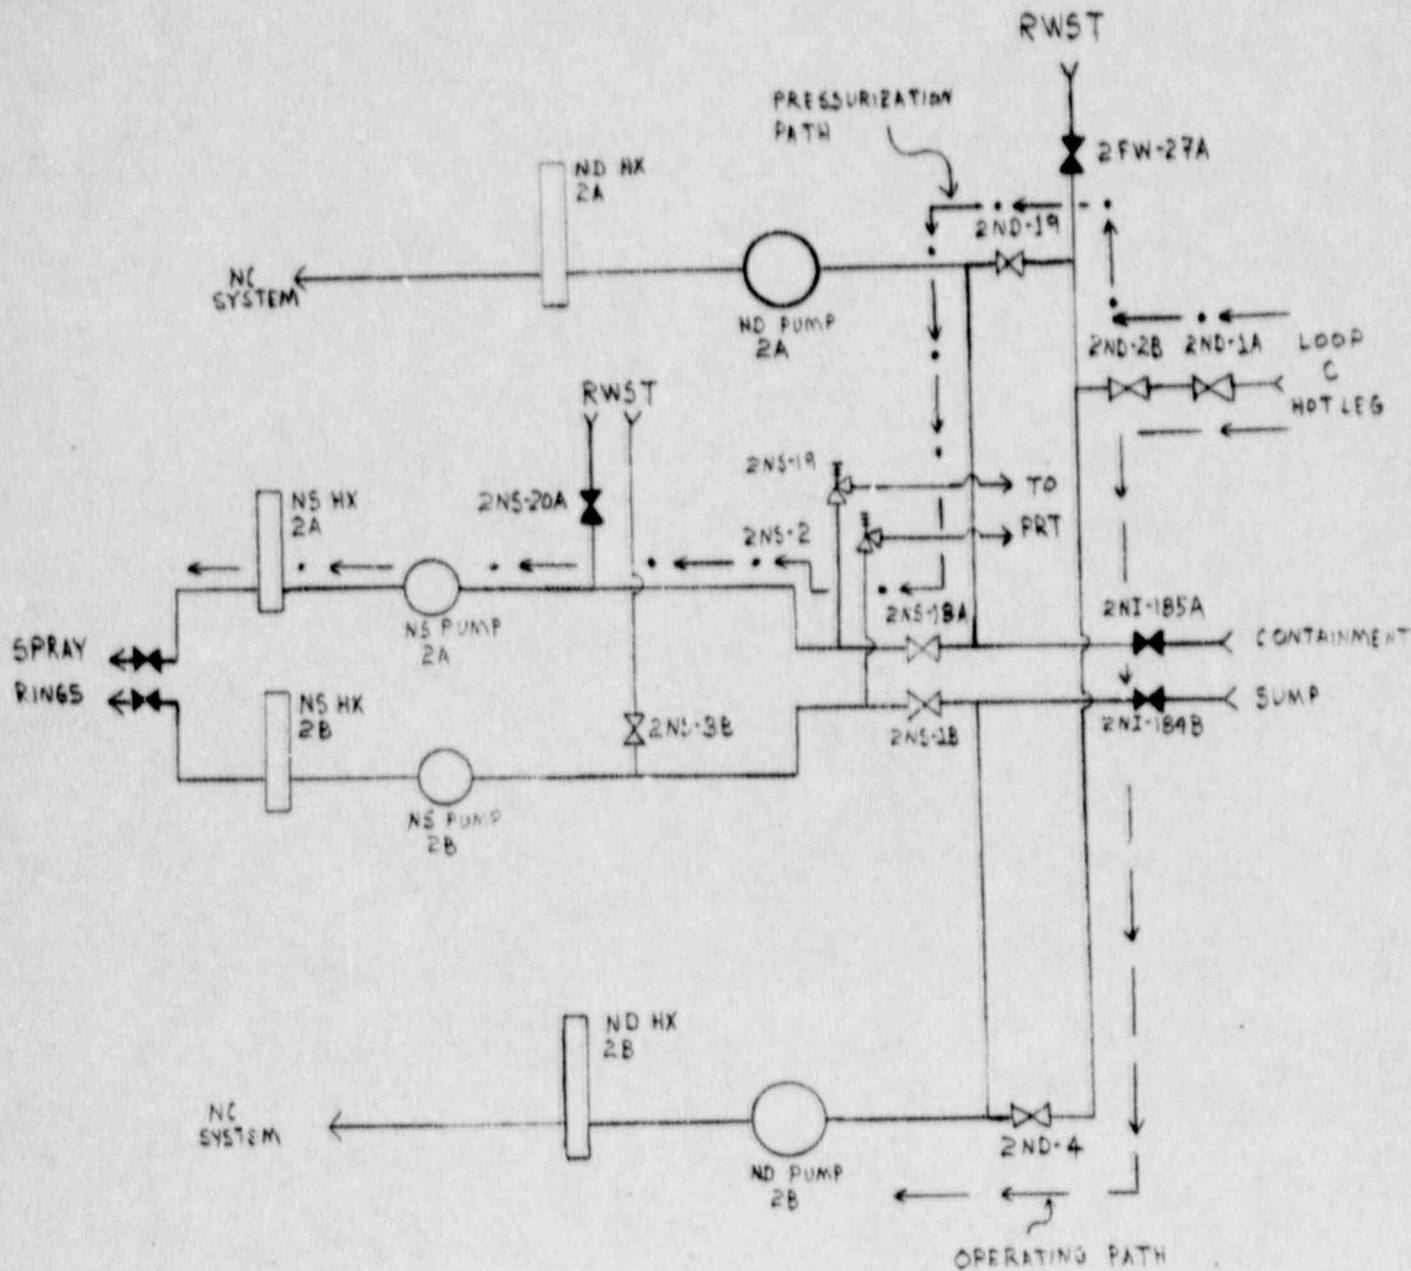 RWST
PRESSURIZATION
PATH
2FW-27A
ND HX
2A
2ND-19
NC
SYSTEM
ND PUMP
2A
2ND-2B
2ND-1A
LOOP
C
HOT LEG
RWST
2NS-19
TO
PRT
NS HX
2A
2NS-20A
2NS-2
NS PUMP
2A
2NS-18A
2NI-185A
CONTAINMENT
SUMP
SPRAY
RINGS
NS HX
2B
2NS-3B
2NS-1B
2NI-184B
NS PUMP
2B
ND HX
2B
NC
SYSTEM
ND PUMP
2B
2ND-4
OPERATING PATH